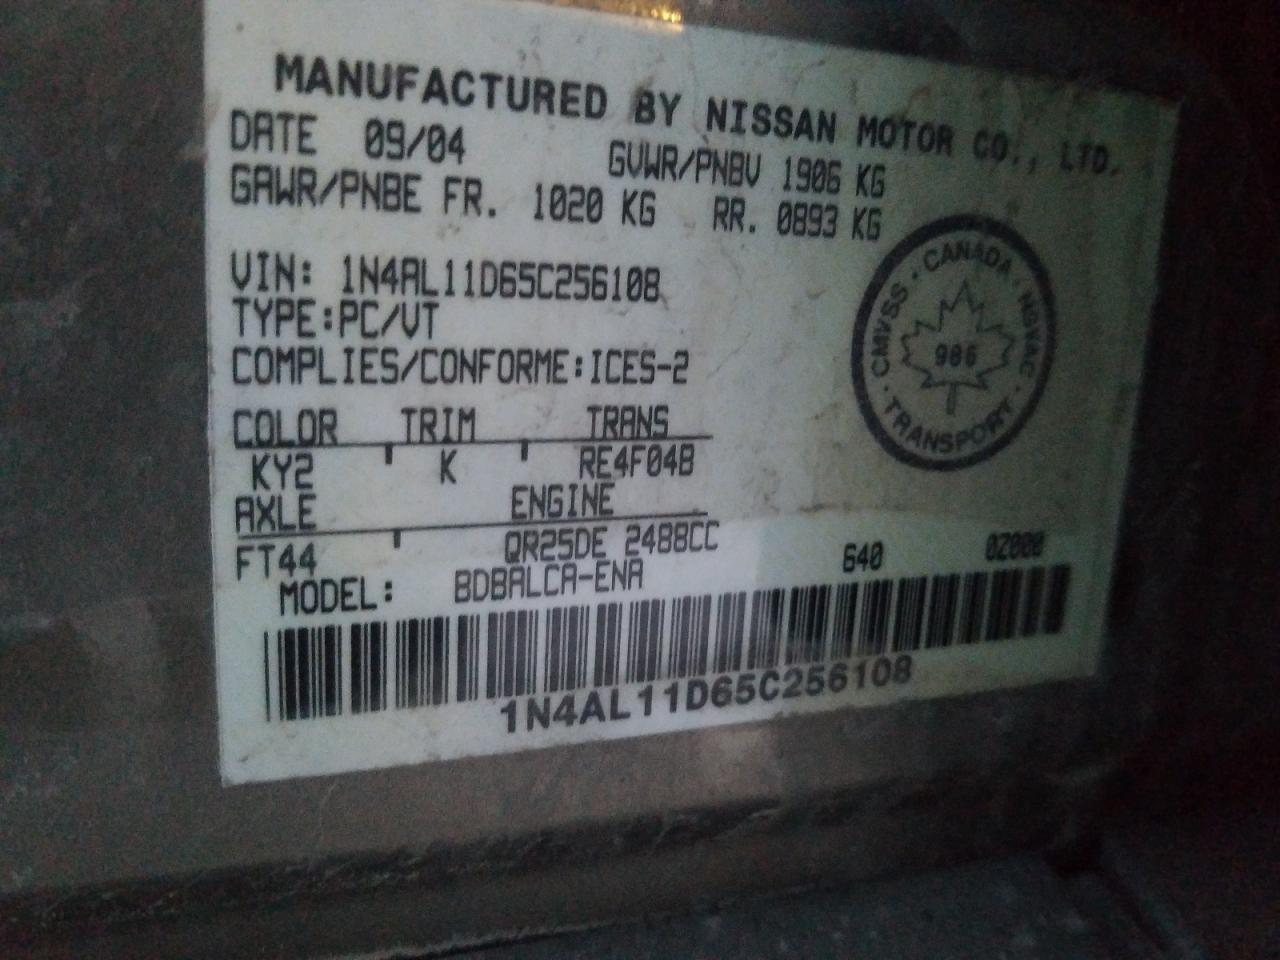 MANUFACTURED BY NISSAN MOTOR CO., LTD.
DATE 09/04 GVWR/PNBV 1906 KG
GAWR/PNBE FR. 1020 KG RR. 0893 KG
VIN: 1N4AL11D65C256108
TYPE:PC/VT
COMPLIES/CONFORME:ICES-2
CANADA · NSVAC · TRANSPORT · CMVSS ·
986
COLOR TRIM TRANS
KY2 K RE4F04B
AXLE ENGINE
FT44 QR25DE 2488CC
MODEL: BDBALCA-ENA 640 0Z000
1N4AL11D65C256108